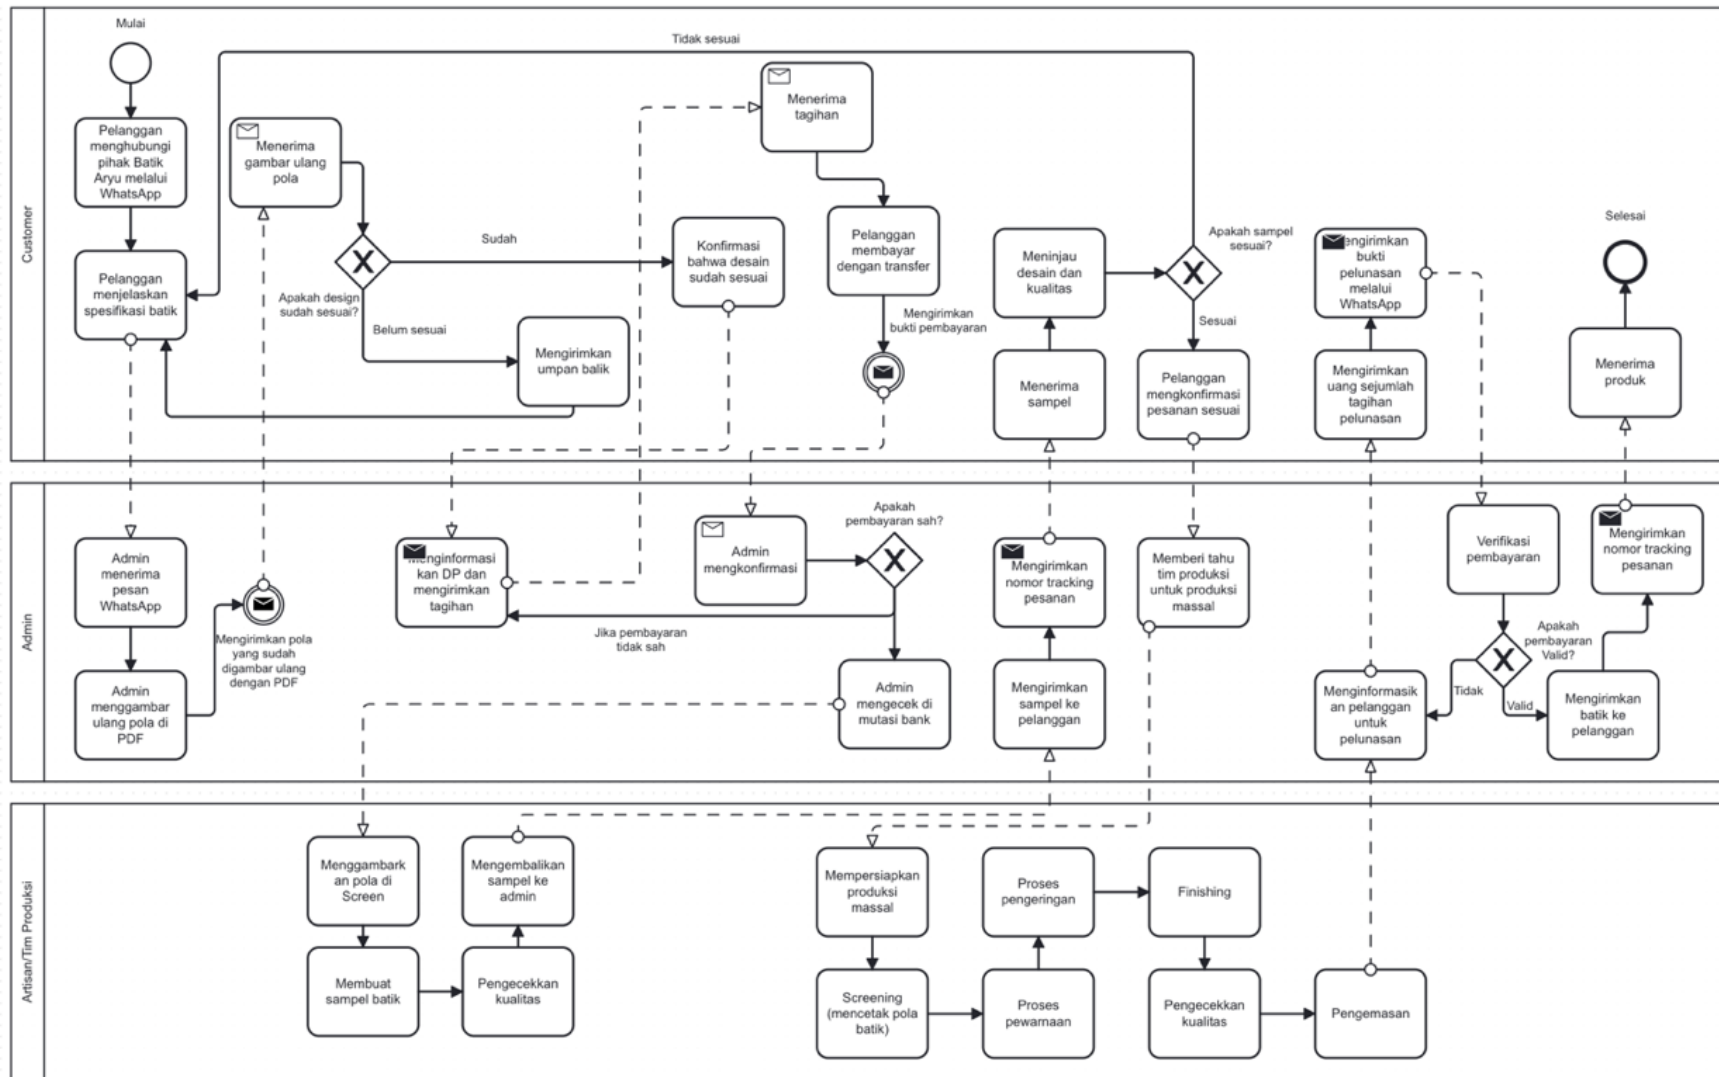 Customer
Mulai
Pelanggan
menghubungi
pihak Batik
Aryu melalui
WhatsApp
Pelanggan
menjelaskan
spesifikasi batik
Menerima
gambar ulang
pola
Apakah design
sudah sesuai?
Sudah
Belum sesuai
Mengirimkan
umpan balik
Konfirmasi
bahwa desain
sudah sesuai
Tidak sesuai
Menerima
tagihan
Pelanggan
membayar
dengan transfer
Mengirimkan
bukti pembayaran
Meninjau
desain dan
kualitas
Menerima
sampel
Apakah sampel
sesuai?
Sesuai
Pelanggan
mengkonfirmasi
pesanan sesuai
engirimkan
bukti
pelunasan
melalui
WhatsApp
Mengirimkan
uang sejumlah
tagihan
pelunasan
Selesai
Menerima
produk
Admin
Admin
menerima
pesan
WhatsApp
Admin
menggambar
ulang pola di
PDF
Mengirimkan pola
yang sudah
digambar ulang
dengan PDF
Menginformasi
kan DP dan
mengirimkan
tagihan
Admin
mengkonfirmasi
Apakah
pembayaran sah?
Jika pembayaran
tidak sah
Admin
mengecek di
mutasi bank
Mengirimkan
nomor tracking
pesanan
Mengirimkan
sampel ke
pelanggan
Memberi tahu
tim produksi
untuk produksi
massal
Menginformasik
an pelanggan
untuk
pelunasan
Verifikasi
pembayaran
Apakah
pembayaran
Valid?
Tidak
Valid
Mengirimkan
batik ke
pelanggan
Mengirimkan
nomor tracking
pesanan
Artisan/Tim Produksi
Menggambark
an pola di
Screen
Membuat
sampel batik
Pengecekkan
kualitas
Mengembalikan
sampel ke
admin
Mempersiapkan
produksi
massal
Screening
(mencetak pola
batik)
Proses
pewarnaan
Proses
pengeringan
Finishing
Pengecekkan
kualitas
Pengemasan